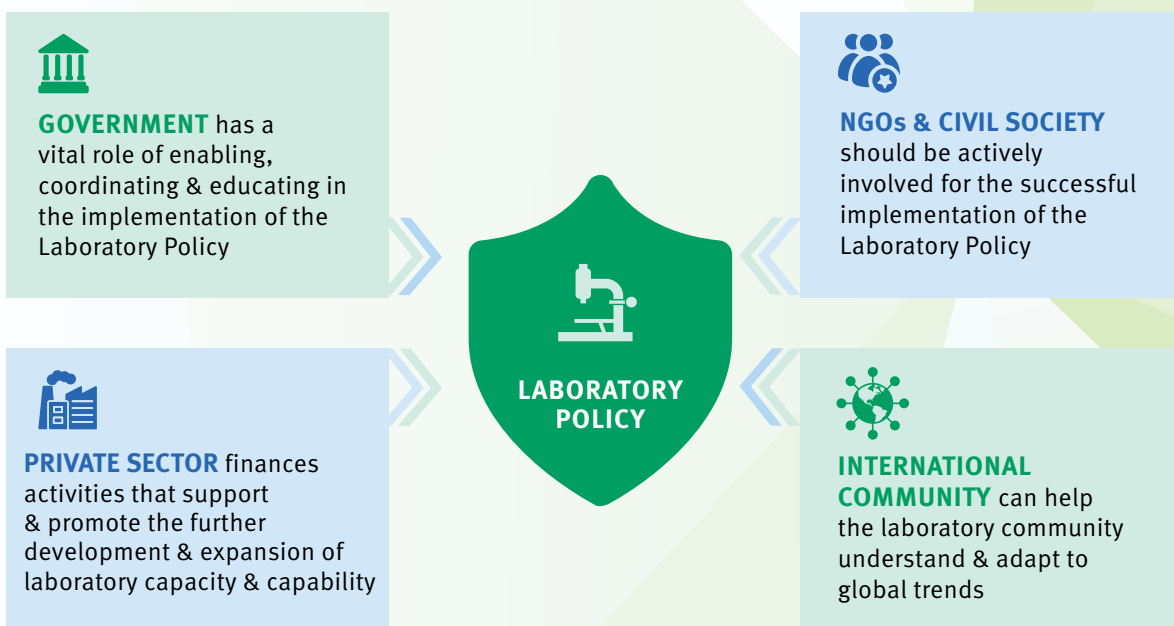 GOVERNMENT has a
vital role of enabling,
coordinating & educating in
the implementation of the
Laboratory Policy
NGOs & CIVIL SOCIETY
should be actively
involved for the successful
implementation of the
Laboratory Policy
LABORATORY
POLICY
PRIVATE SECTOR finances
activities that support
& promote the further
development & expansion of
laboratory capacity & capability
INTERNATIONAL
COMMUNITY can help
the laboratory community
understand & adapt to
global trends